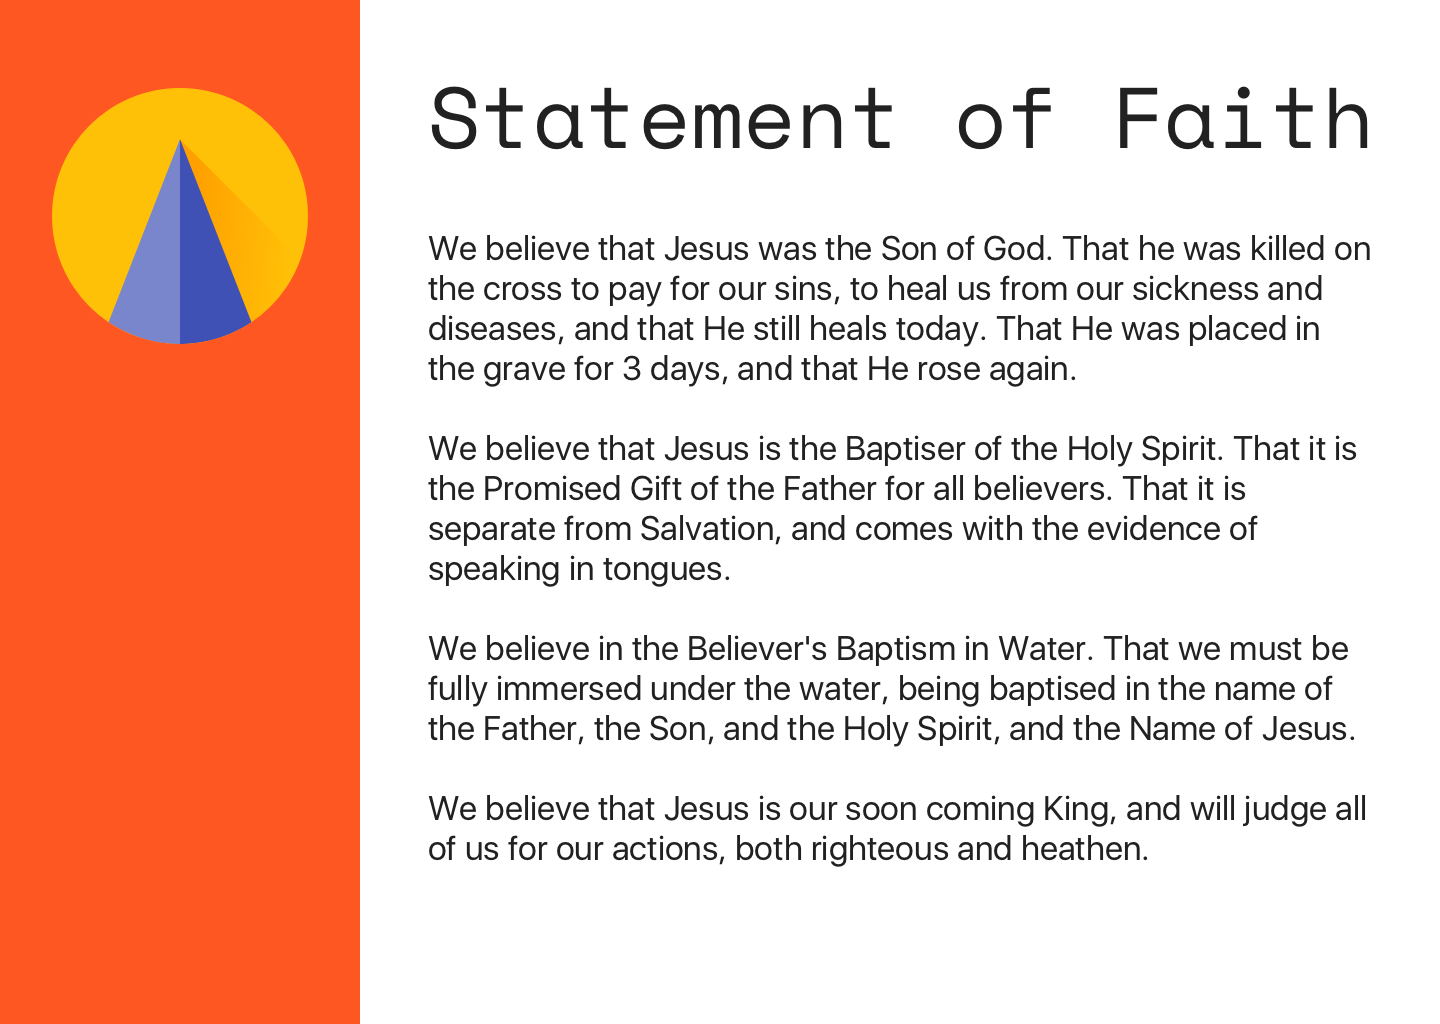 Statement of Faith
We believe that Jesus was the Son of God. That he was killed on
the cross to pay for our sins, to heal us from our sickness and
diseases, and that He still heals today. That He was placed in
the grave for 3 days, and that He rose again.
We believe that Jesus is the Baptiser of the Holy Spirit. That it is
the Promised Gift of the Father for all believers. That it is
separate from Salvation, and comes with the evidence of
speaking in tongues.
We believe in the Believer's Baptism in Water. That we must be
fully immersed under the water, being baptised in the name of
the Father, the Son, and the Holy Spirit, and the Name of Jesus.
We believe that Jesus is our soon coming King, and will judge all
of us for our actions, both righteous and heathen.